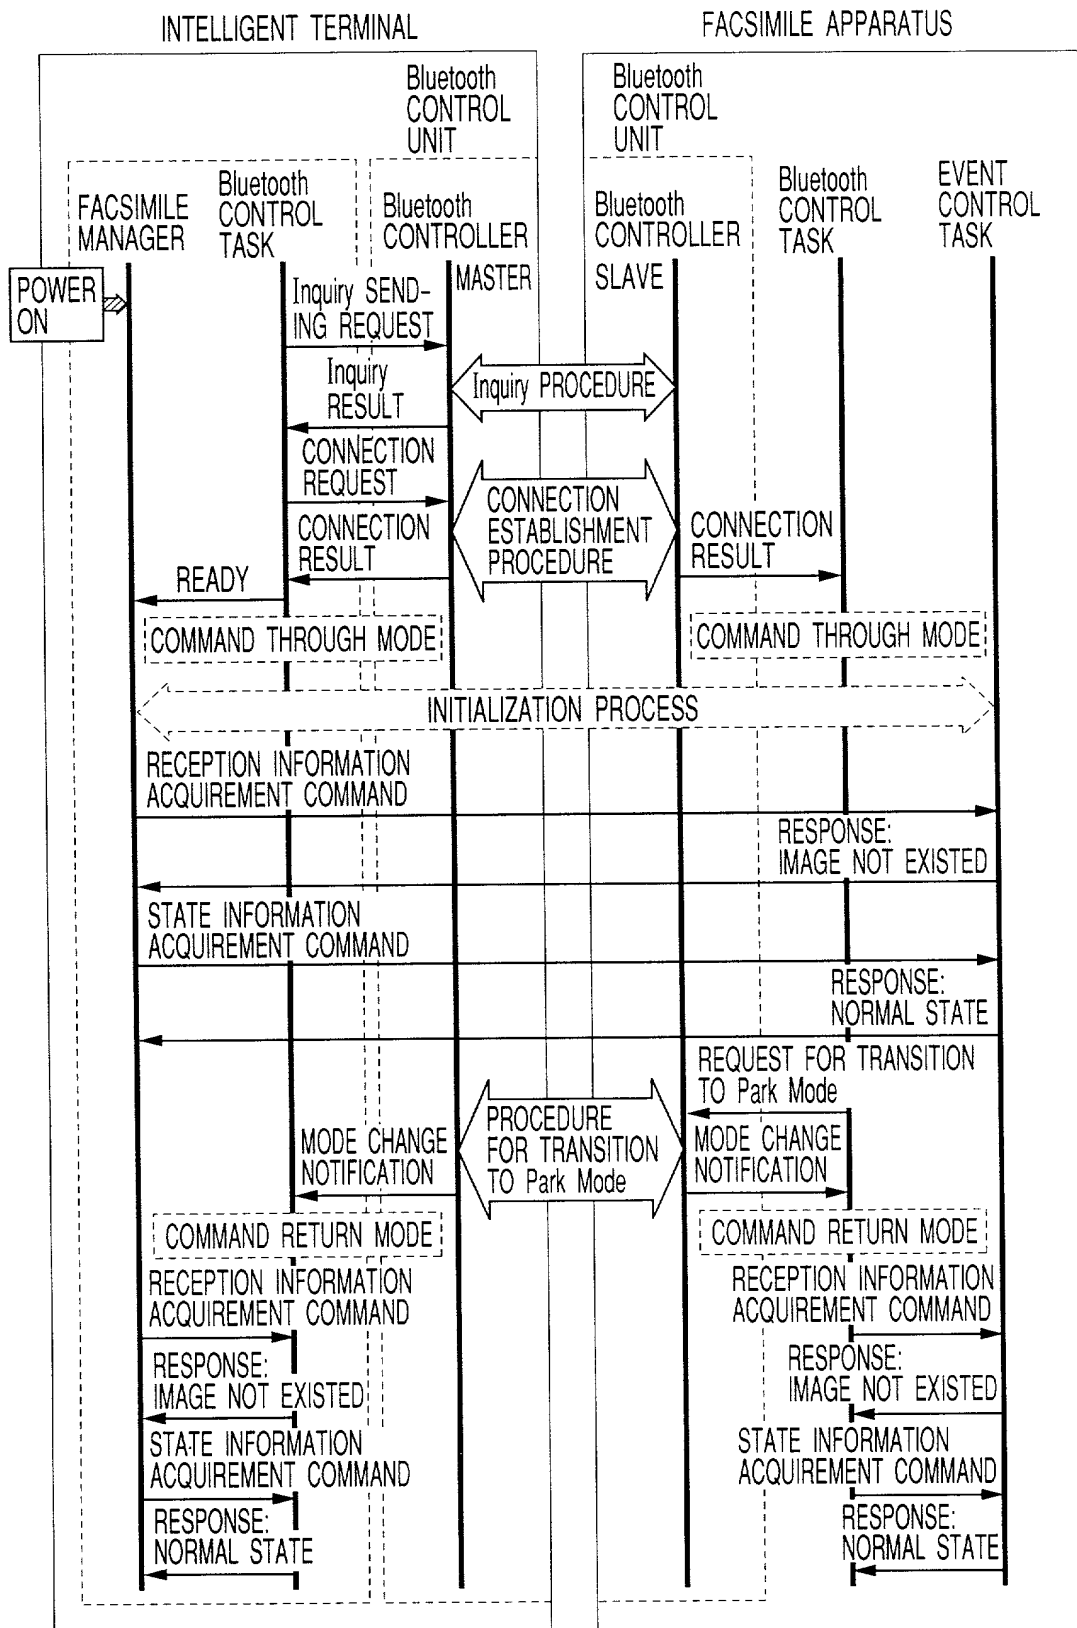 INTELLIGENT TERMINAL
FACSIMILE APPARATUS
Bluetooth
CONTROL
UNIT
Bluetooth
CONTROL
UNIT
FACSIMILE
MANAGER
Bluetooth
CONTROL
TASK
Bluetooth
CONTROLLER
Bluetooth
CONTROLLER
Bluetooth
CONTROL
TASK
EVENT
CONTROL
TASK
POWER
ON
MASTER
SLAVE
Inquiry SEND-
ING REQUEST
Inquiry PROCEDURE
Inquiry
RESULT
CONNECTION
REQUEST
CONNECTION
ESTABLISHMENT
PROCEDURE
CONNECTION
RESULT
CONNECTION
RESULT
READY
COMMAND THROUGH MODE
COMMAND THROUGH MODE
INITIALIZATION PROCESS
RECEPTION INFORMATION
ACQUIREMENT COMMAND
RESPONSE:
IMAGE NOT EXISTED
STATE INFORMATION
ACQUIREMENT COMMAND
RESPONSE:
NORMAL STATE
REQUEST FOR TRANSITION
TO Park Mode
PROCEDURE
FOR TRANSITION
TO Park Mode
MODE CHANGE
NOTIFICATION
MODE CHANGE
NOTIFICATION
COMMAND RETURN MODE
COMMAND RETURN MODE
RECEPTION INFORMATION
ACQUIREMENT COMMAND
RECEPTION INFORMATION
ACQUIREMENT COMMAND
RESPONSE:
IMAGE NOT EXISTED
RESPONSE:
IMAGE NOT EXISTED
STATE INFORMATION
ACQUIREMENT COMMAND
STATE INFORMATION
ACQUIREMENT COMMAND
RESPONSE:
NORMAL STATE
RESPONSE:
NORMAL STATE